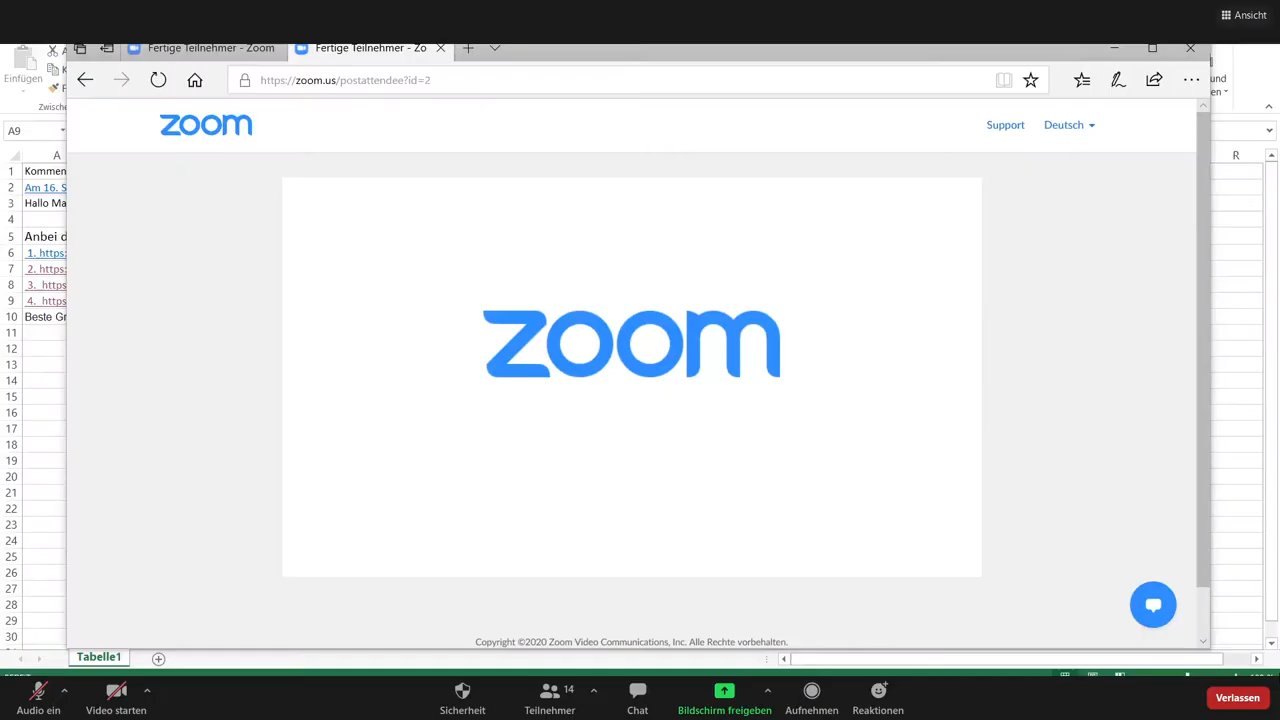 Ansicht
Fertige Teilnehmer - Zoom
Fertige Teilnehmer - Zo
Einfügen
Zwische
https://zoom.us/postattendee?id=2
und
en
A9
zoom
Support
Deutsch
A
R
1 Kommen
2 Am 16. S
3 Hallo Ma
4
5 Anbei d
6 1. https:
7 2. https
8 3. https
9 4. https
10 Beste Gr
11
12
13
14
15
16
17
18
19
20
21
22
23
24
25
26
27
28
29
30
zoom
Copyright ©2020 Zoom Video Communications, Inc. Alle Rechte vorbehalten.
Tabelle1
Audio ein
Video starten
Sicherheit
14
Teilnehmer
Chat
Bildschirm freigeben
Aufnehmen
Reaktionen
Verlassen